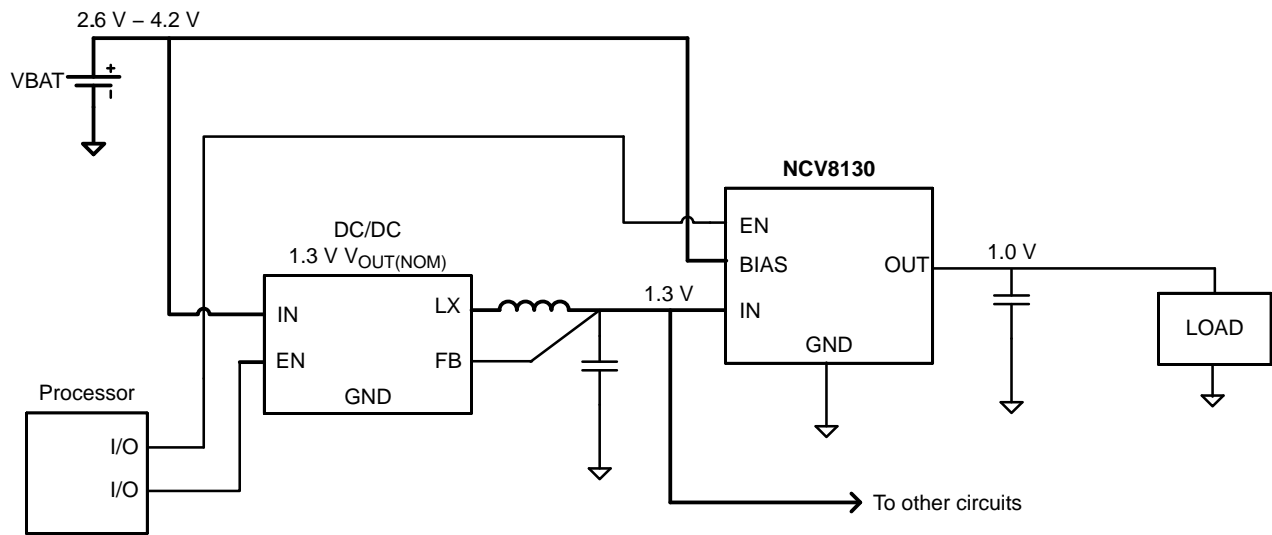 2.6 V – 4.2 V
VBAT
+
NCV8130
EN
BIAS
OUT
IN
GND
1.0 V
LOAD
DC/DC
1.3 V VOUT(NOM)
IN
LX
EN
FB
GND
1.3 V
Processor
I/O
I/O
To other circuits